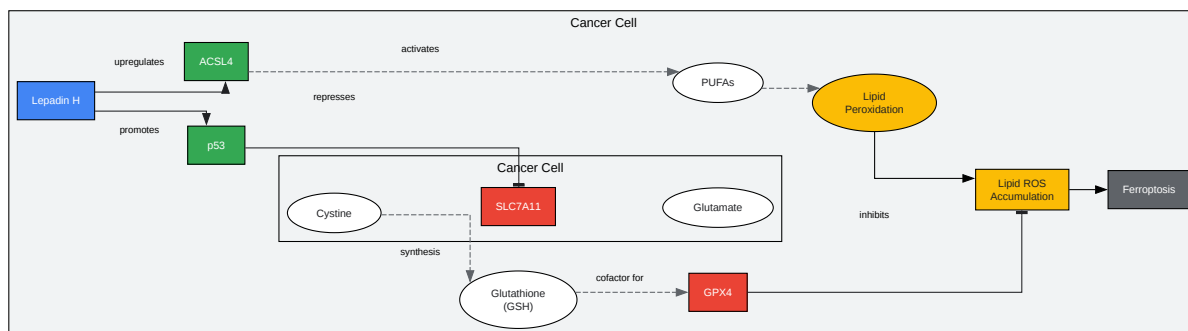 Cancer Cell
activates
ACSL4
upregulates
PUFAs
Lipid
Peroxidation
Lepadin H
represses
promotes
p53
Cancer Cell
Lipid ROS
Accumulation
Ferroptosis
Cystine
SLC7A11
Glutamate
inhibits
synthesis
cofactor for
Glutathione
(GSH)
GPX4